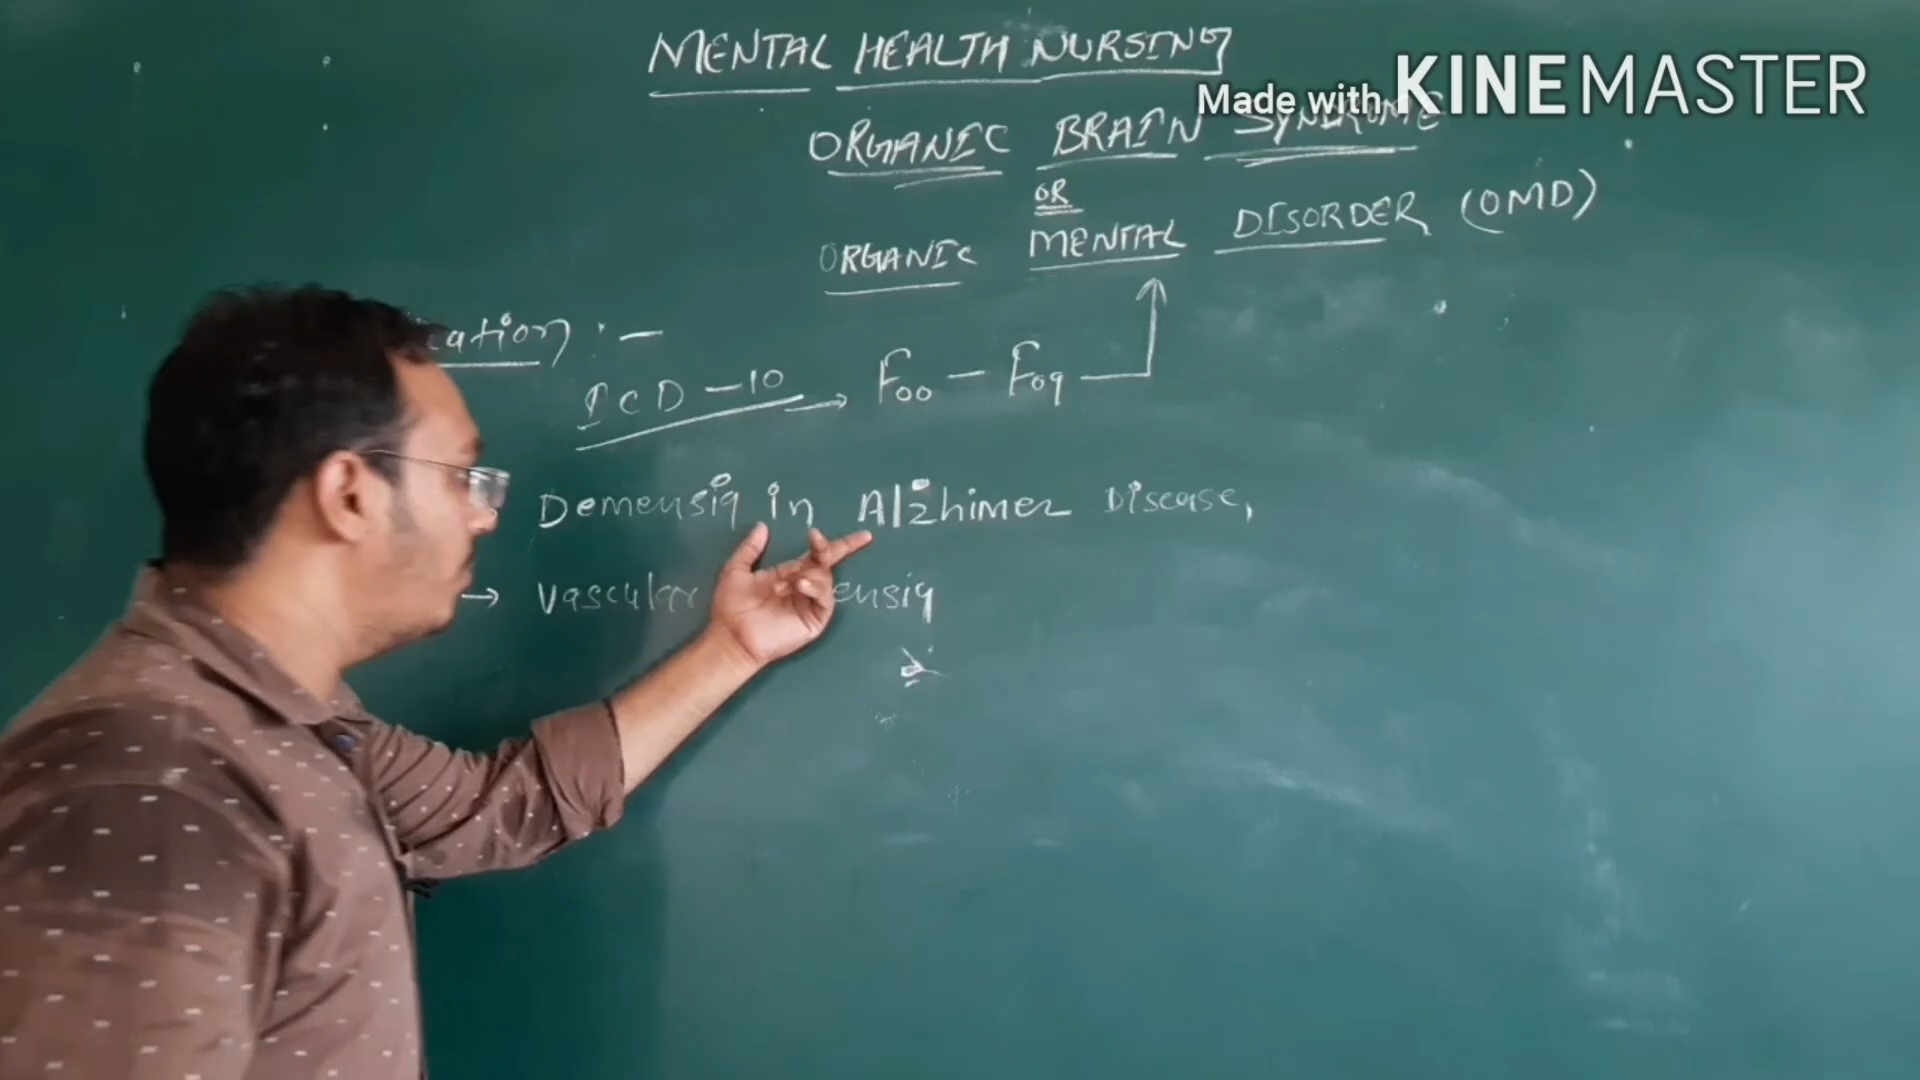 MENTAL HEALTH NURSING
Made with KINEMASTER
ORGANIC BRAIN SYNDROME
OR
ORGANIC MENTAL DISORDER (OMD)
cation :-
ICD-10 → F00 - F09
Demensia in Alzhimer Disease,
→ Vascular ensia